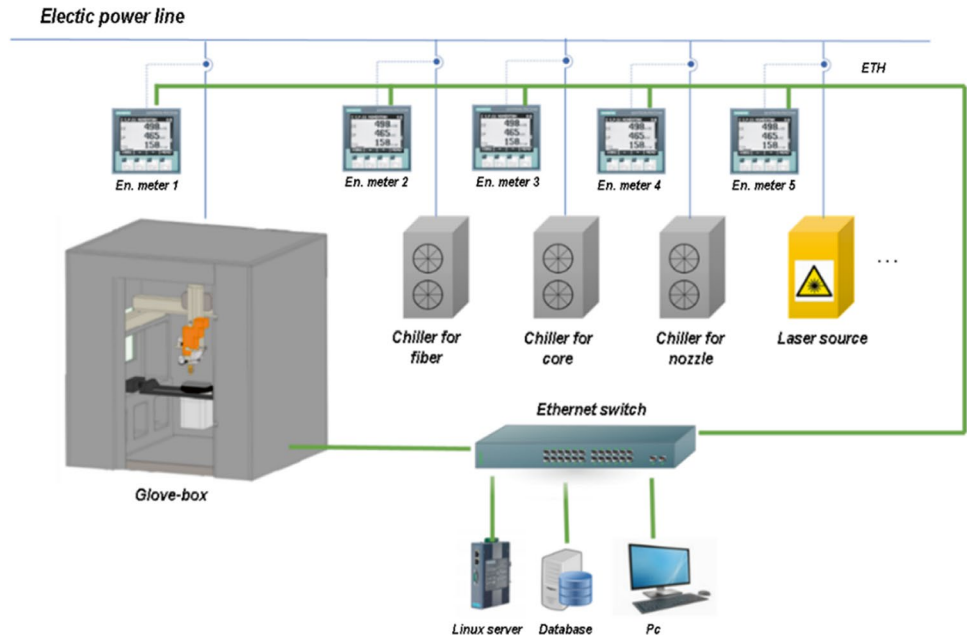 Electic power line
ETH
498
465
158
498
465
158
498
465
158
498
465
158
498
465
158
En. meter 1
En. meter 2
En. meter 3
En. meter 4
En. meter 5
Chiller for
fiber
Chiller for
core
Chiller for
nozzle
Laser source
...
Ethernet switch
Glove-box
Linux server
Database
Pc